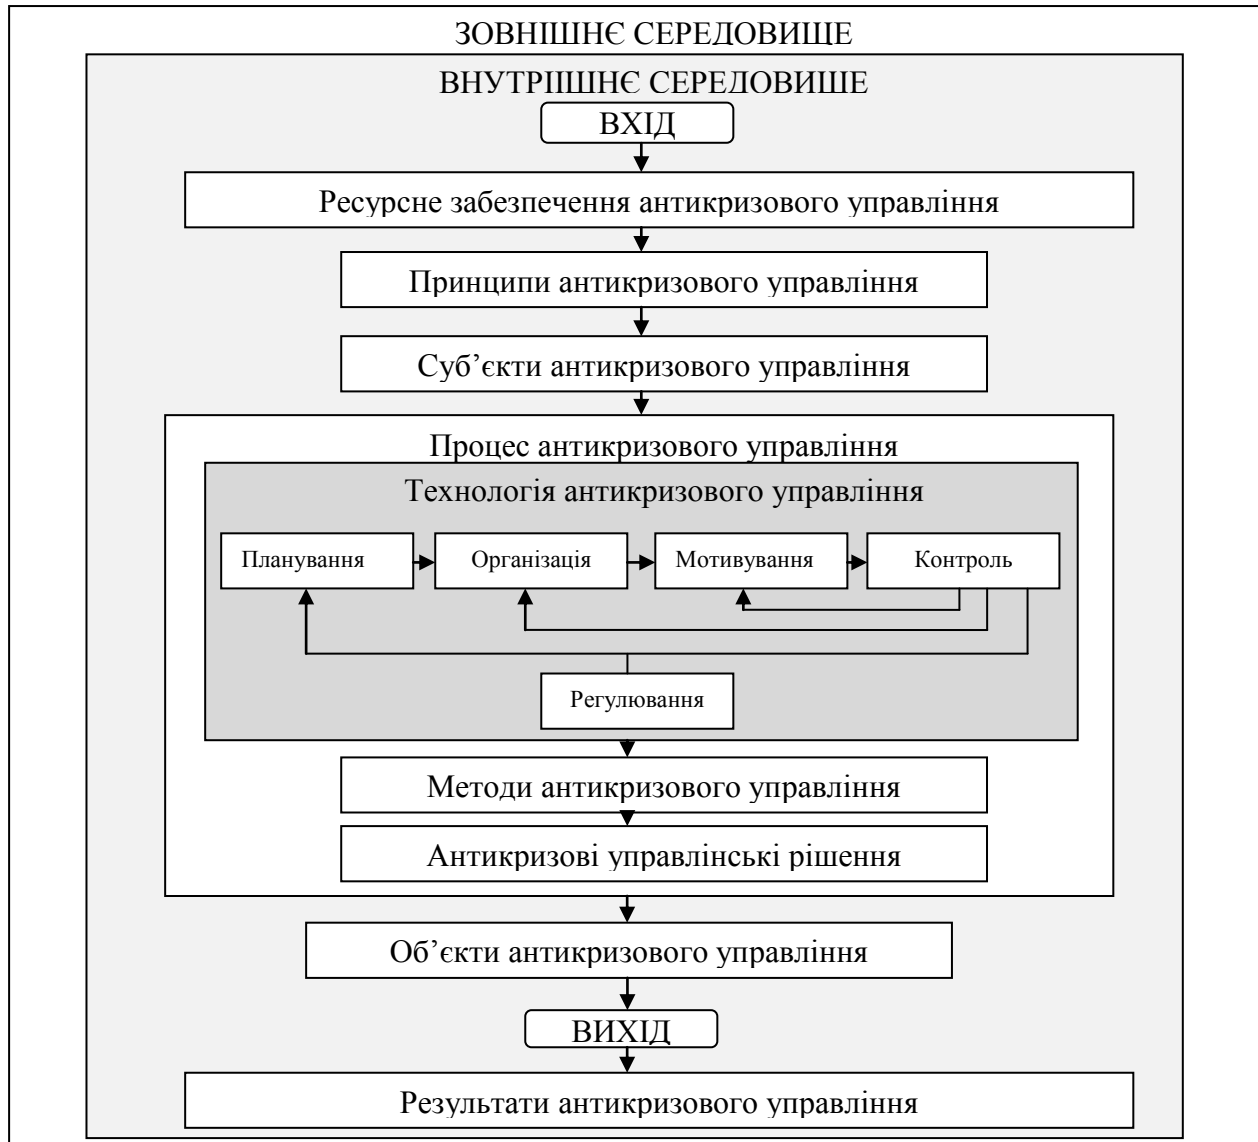 ЗОВНІШНЄ СЕРЕДОВИЩЕ
ВНУТРІШНЄ СЕРЕДОВИЩЕ
ВХІД
Ресурсне забезпечення антикризового управління
Принципи антикризового управління
Суб’єкти антикризового управління
Процес антикризового управління
Технологія антикризового управління
Планування
Організація
Мотивування
Контроль
Регулювання
Методи антикризового управління
Антикризові управлінські рішення
Об’єкти антикризового управління
ВИХІД
Результати антикризового управління